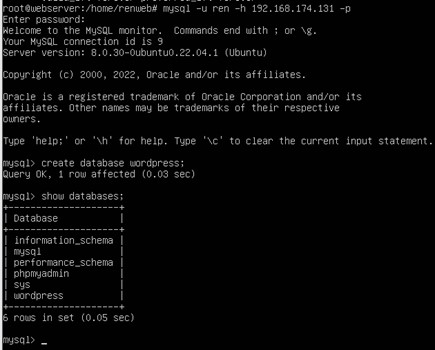 root@webserver:/home/renweb# mysql -u ren -h 192.168.174.131 -p
Enter password:
Welcome to the MySQL monitor.  Commands end with ; or \g.
Your MySQL connection id is 9
Server version: 8.0.30-0ubuntu0.22.04.1 (Ubuntu)
Copyright (c) 2000, 2022, Oracle and/or its affiliates.
Oracle is a registered trademark of Oracle Corporation and/or its
affiliates. Other names may be trademarks of their respective
owners.
Type 'help;' or '\h' for help. Type '\c' to clear the current input statement.
mysql> create database wordpress;
Query OK, 1 row affected (0.03 sec)
mysql> show databases;
+--------------------+
| Database           |
+--------------------+
| information_schema |
| mysql              |
| performance_schema |
| phpmyadmin         |
| sys                |
| wordpress          |
+--------------------+
6 rows in set (0.05 sec)
mysql> _